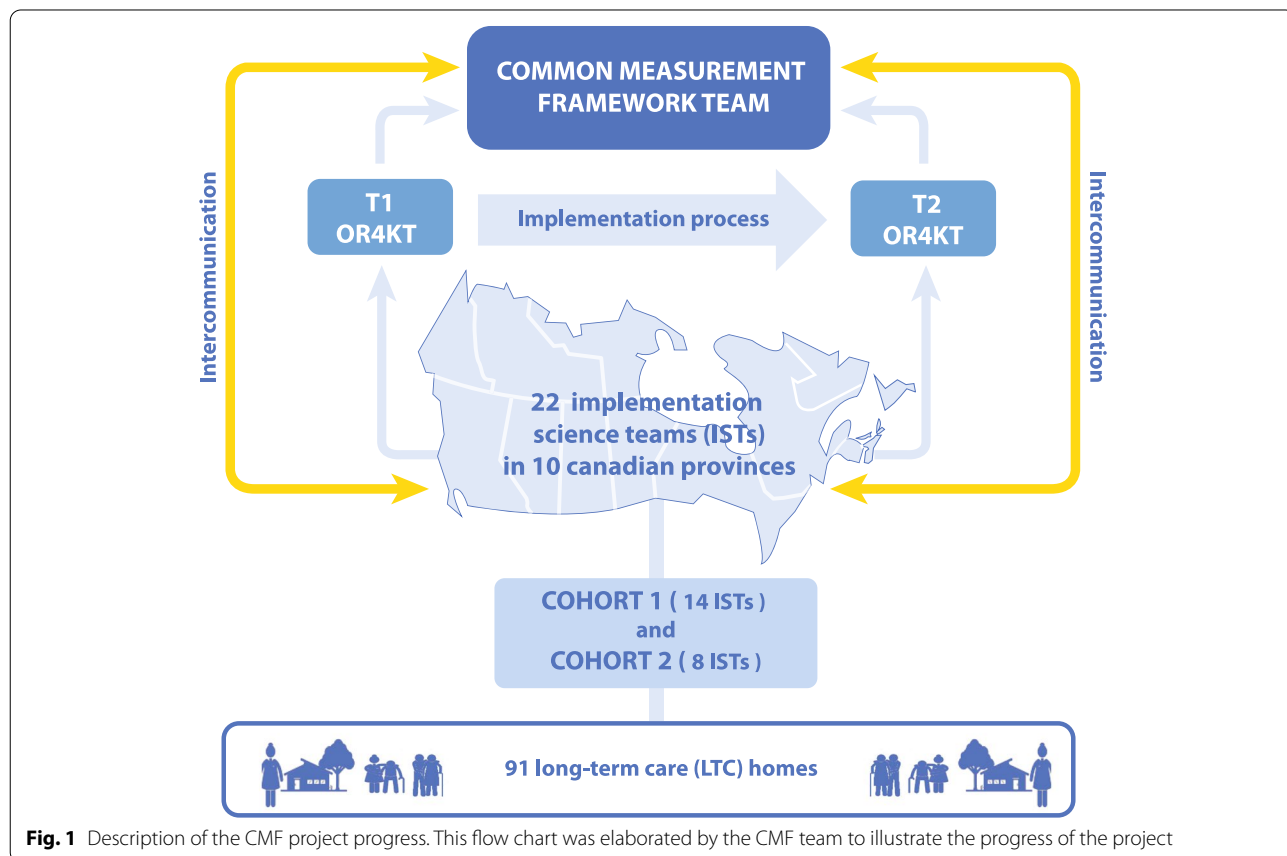 COMMON MEASUREMENT
FRAMEWORK TEAM
Intercommunication
T1
OR4KT
Implementation process
T2
OR4KT
Intercommunication
22 implementation
science teams (ISTs)
in 10 canadian provinces
COHORT 1 ( 14 ISTs )
and
COHORT 2 ( 8 ISTs )
91 long-term care (LTC) homes
Fig. 1 Description of the CMF project progress. This flow chart was elaborated by the CMF team to illustrate the progress of the project